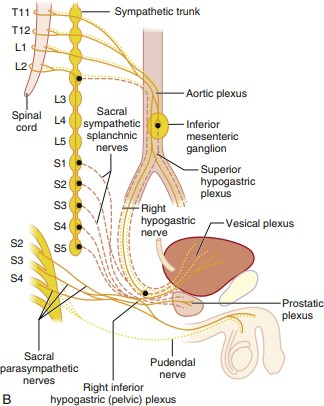 T11
Sympathetic trunk
T12
L1
L2
Aortic plexus
L3
Spinal
cord
Sacral
sympathetic
splanchnic
nerves
L4
Inferior
mesenteric
ganglion
L5
S1
Superior
hypogastric
plexus
S2
S3
Right
hypogastric
nerve
Vesical plexus
S4
S5
S2
S3
S4
Prostatic
plexus
Sacral
parasympathetic
nerves
Pudendal
nerve
Right inferior
hypogastric (pelvic) plexus
B